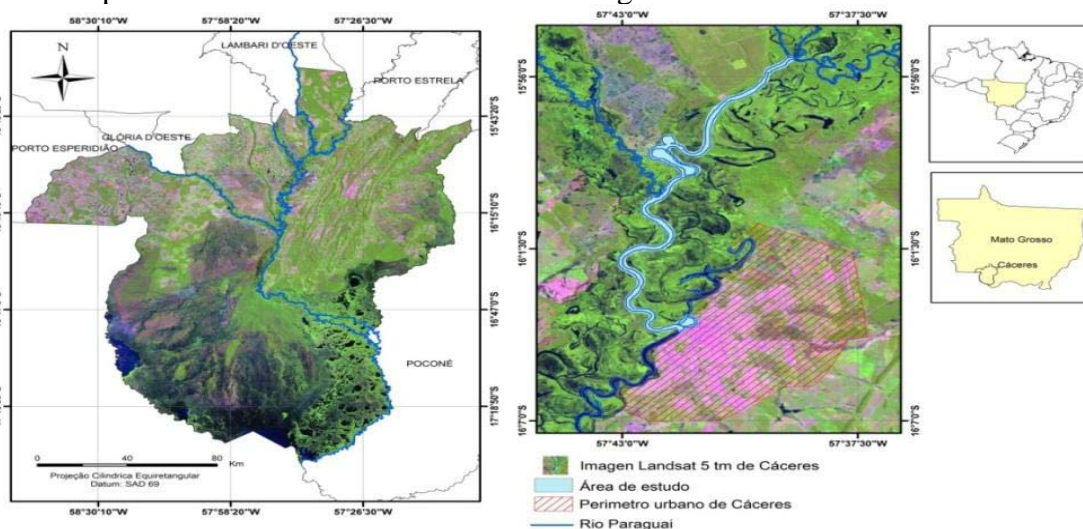 58°30'10"W 57°58'20"W 57°26'30"W
LAMBARI D'OESTE
N
PORTO ESTRELA
15°43'20"S
GLÓRIA D'OESTE
PORTO ESPERIDIÃO
16°15'10"S
16°47'0"S
POCONÉ
17°18'50"S
0 40 80
Km
Projeção Cilindrica Equiretangular
Datum: SAD 69
58°30'10"W 57°58'20"W 57°26'30"W
57°43'0"W 57°37'30"W
15°56'0"S 15°56'0"S
16°1'30"S 16°1'30"S
16°7'0"S 16°7'0"S
57°43'0"W 57°37'30"W
Mato Grosso
Cáceres
Imagen Landsat 5 tm de Cáceres
Área de estudo
Perimetro urbano de Cáceres
Rio Paraguai